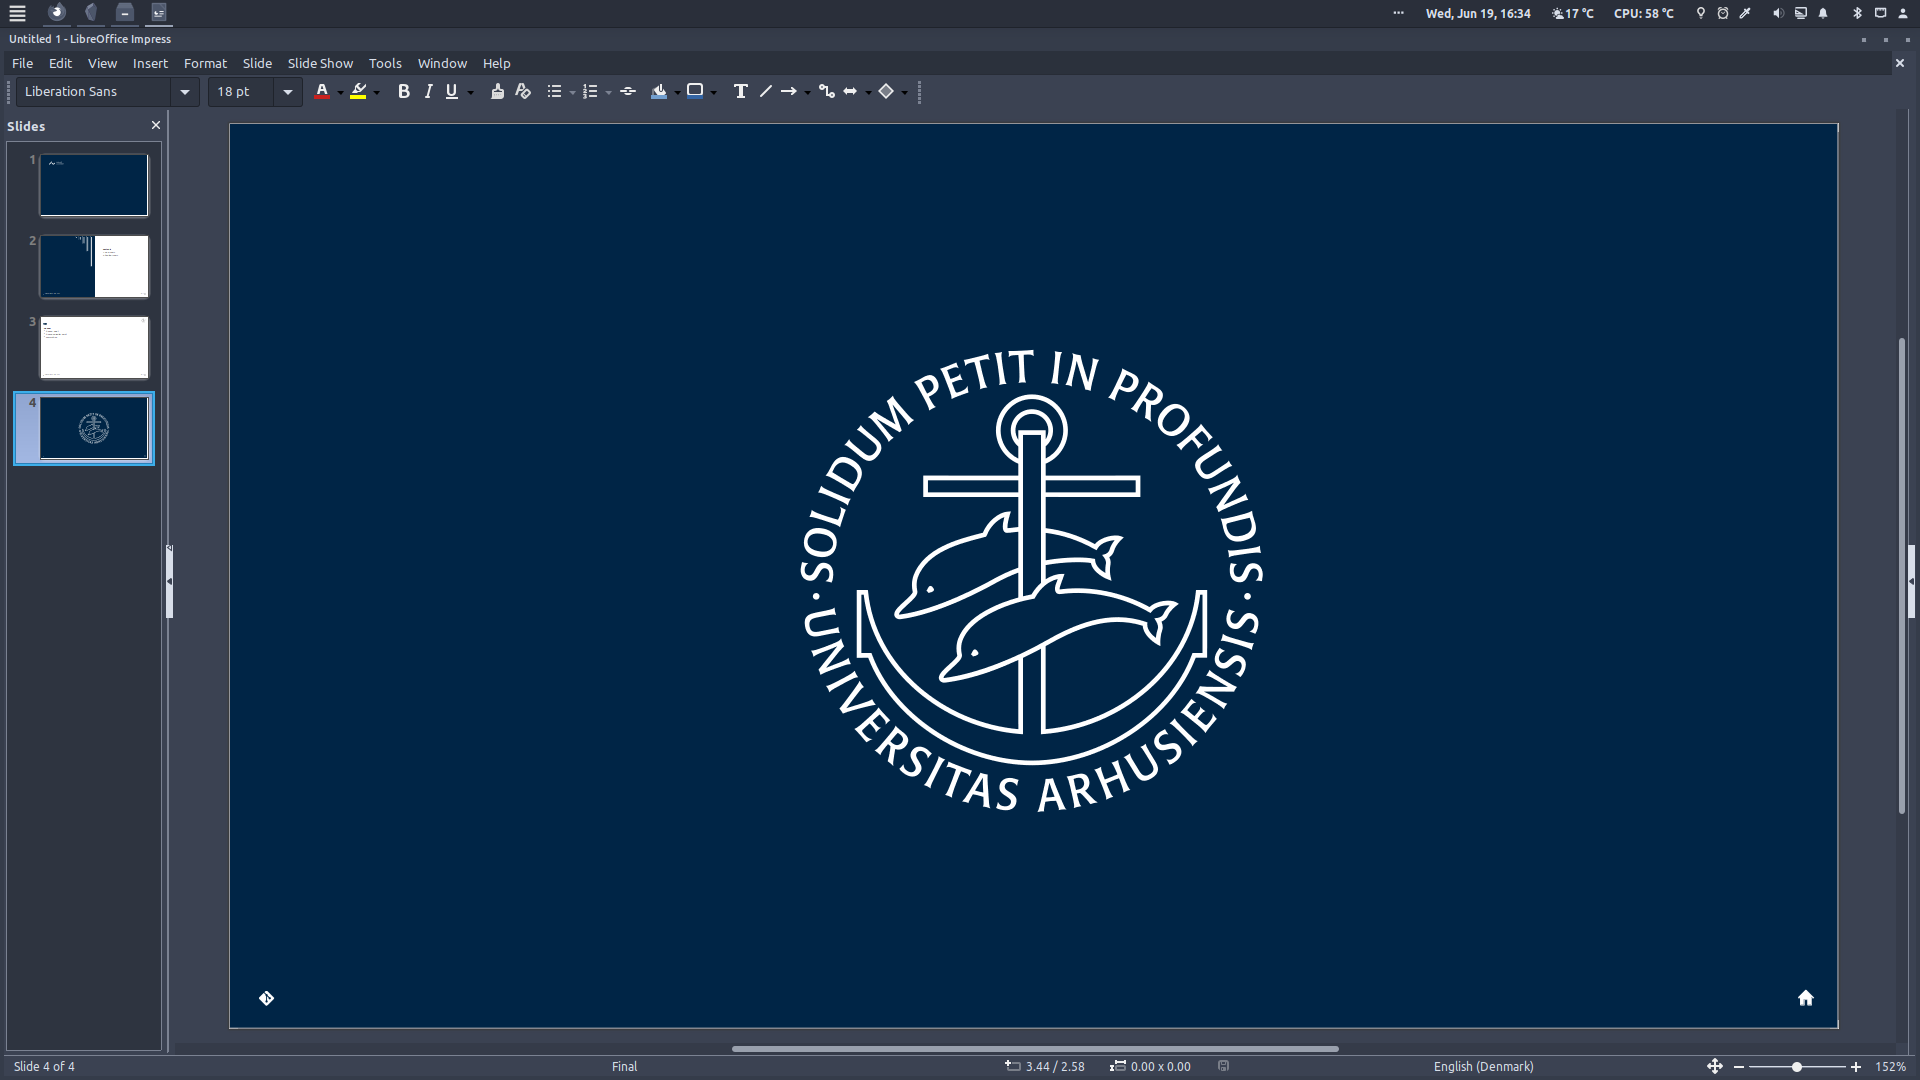 Wed, Jun 19, 16:34
17 °C
CPU: 58 °C
Untitled 1 - LibreOffice Impress
File Edit View Insert Format Slide Slide Show Tools Window Help
Liberation Sans
18 pt
Slides
1
2
3
4
SOLIDUM PETIT IN PROFUNDIS
· UNIVERSITAS ARHUSIENSIS ·
Slide 4 of 4
Final
3.44 / 2.58
0.00 x 0.00
English (Denmark)
152%